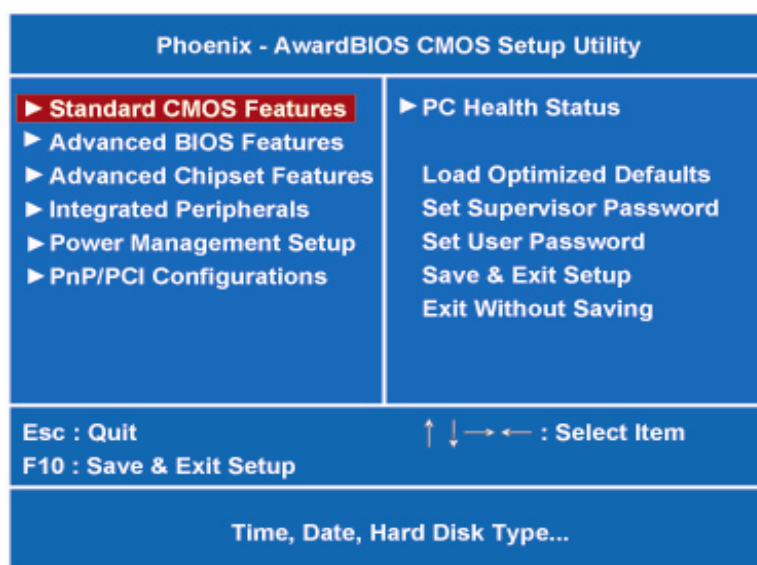 Phoenix - AwardBIOS CMOS Setup Utility
► Standard CMOS Features
► Advanced BIOS Features
► Advanced Chipset Features
► Integrated Peripherals
► Power Management Setup
► PnP/PCI Configurations
► PC Health Status
Load Optimized Defaults
Set Supervisor Password
Set User Password
Save & Exit Setup
Exit Without Saving
Esc : Quit
F10 : Save & Exit Setup
↑ ↓ → ← : Select Item
Time, Date, Hard Disk Type...